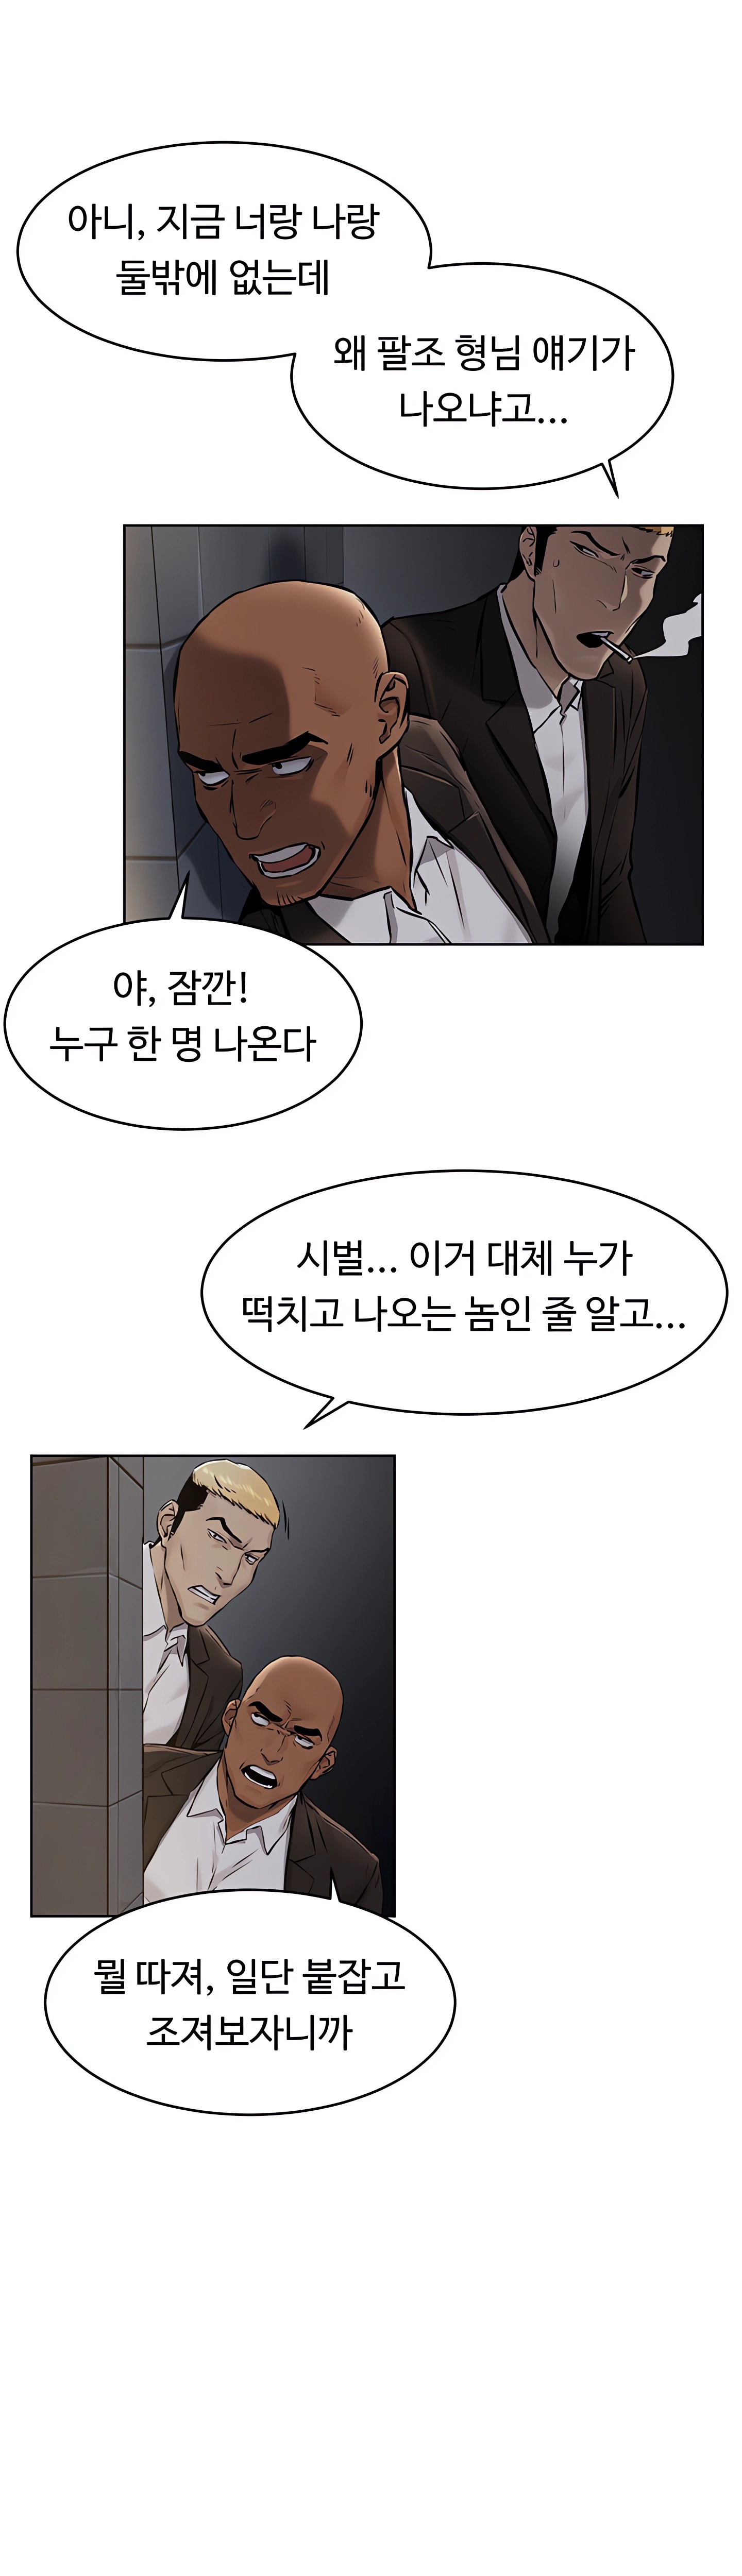 아니, 지금 너랑 나랑
둘밖에 없는데
왜 팔조 형님 얘기가
나오냐고...
야, 잠깐!
누구 한 명 나온다
시벌... 이거 대체 누가
떡치고 나오는 놈인 줄 알고...
뭘 따져, 일단 붙잡고
조져보자니까